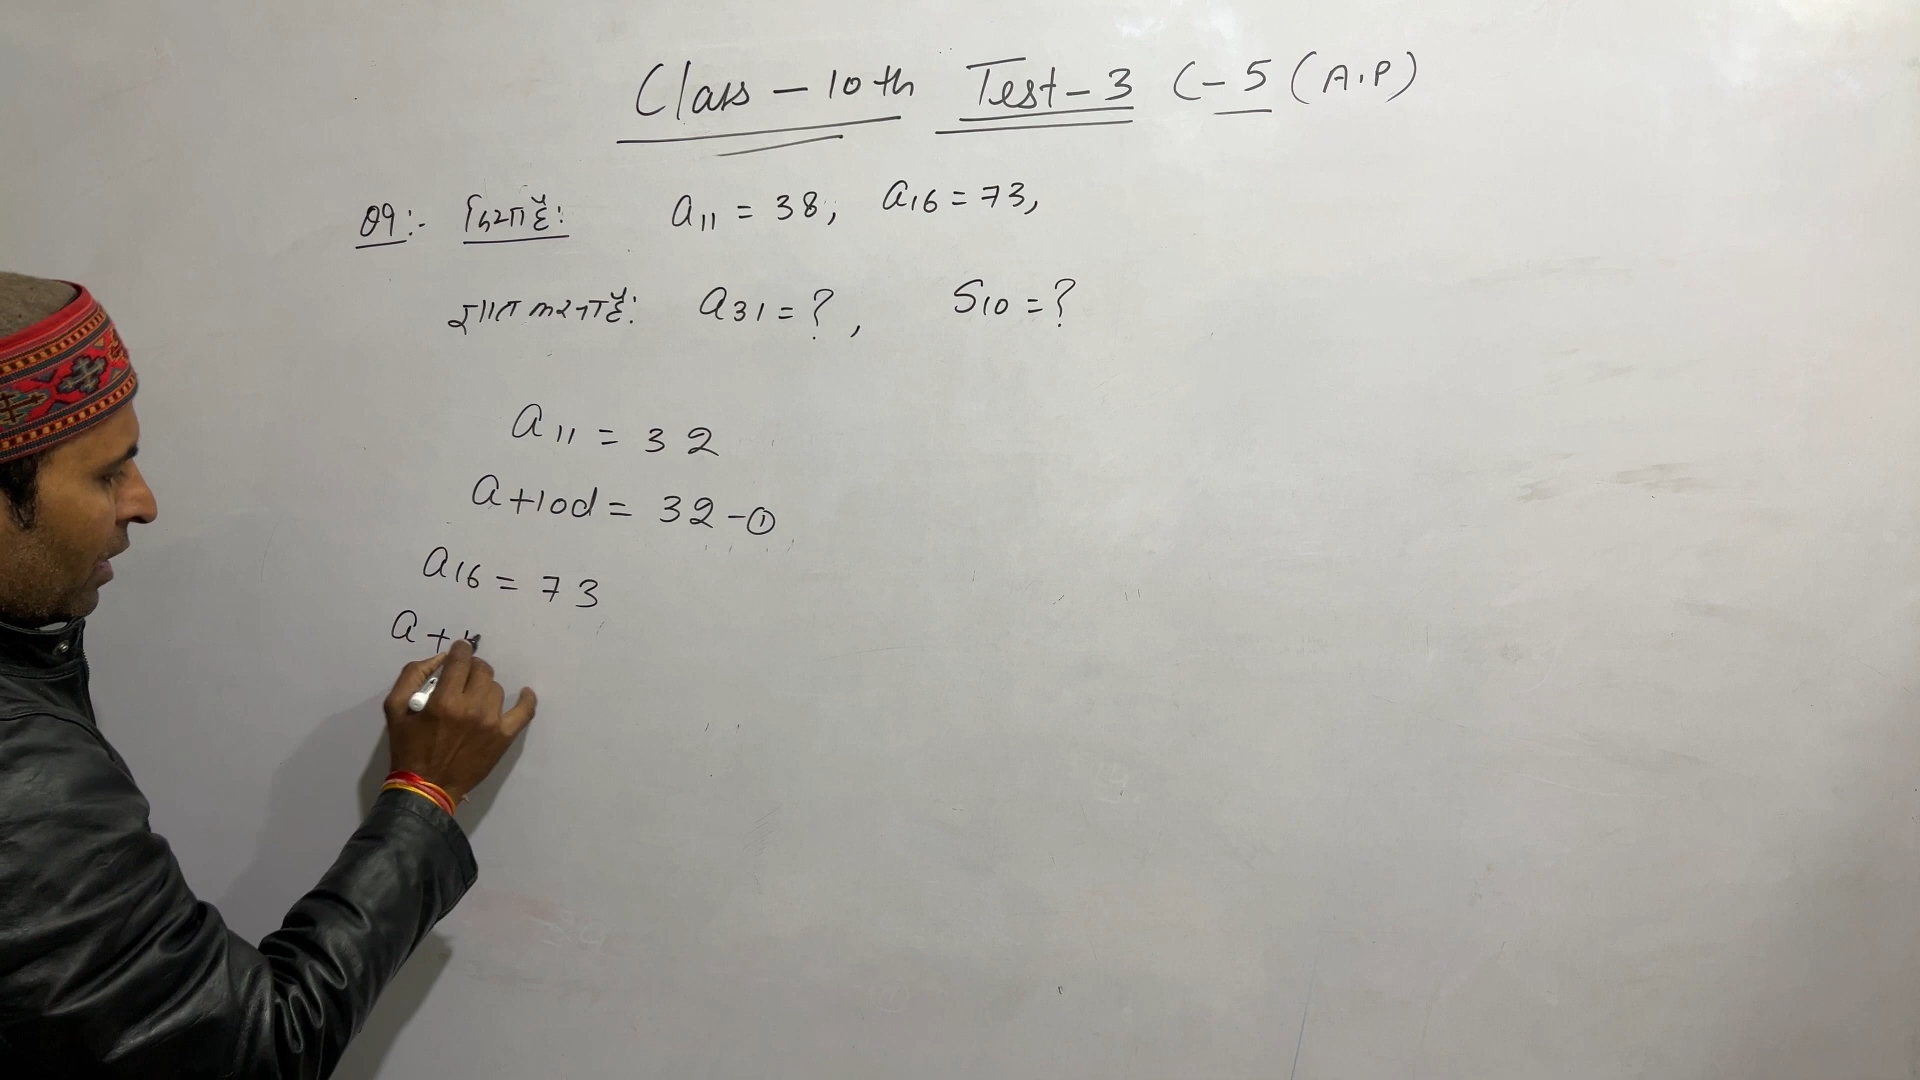 Class - 10th Test - 3 C - 5 (A.P)
Q9:- दिया है: a₁₁ = 38, a₁₆ = 73,
ज्ञात करना है: a₃₁ = ?, S₁₀ = ?
a₁₁ = 32
a + 10d = 32 - ①
a₁₆ = 73
a + 1